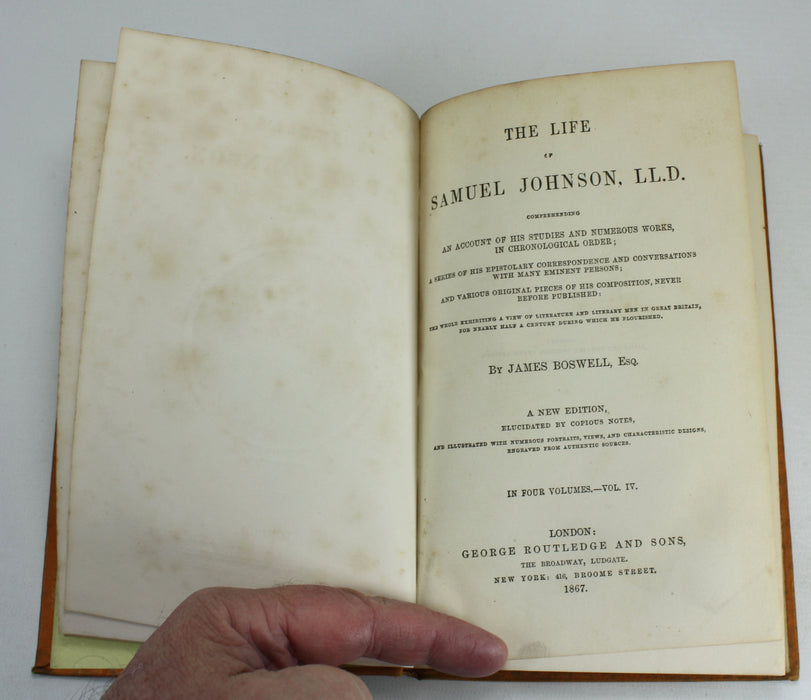 THE LIFE
OF
SAMUEL JOHNSON, LL.D.
COMPREHENDING
AN ACCOUNT OF HIS STUDIES AND NUMEROUS WORKS,
IN CHRONOLOGICAL ORDER;
A SERIES OF HIS EPISTOLARY CORRESPONDENCE AND CONVERSATIONS
WITH MANY EMINENT PERSONS;
AND VARIOUS ORIGINAL PIECES OF HIS COMPOSITION, NEVER
BEFORE PUBLISHED:
THE WHOLE EXHIBITING A VIEW OF LITERATURE AND LITERARY MEN IN GREAT BRITAIN,
FOR NEARLY HALF A CENTURY DURING WHICH HE FLOURISHED.
BY JAMES BOSWELL, ESQ.
A NEW EDITION,
ELUCIDATED BY COPIOUS NOTES,
AND ILLUSTRATED WITH NUMEROUS PORTRAITS, VIEWS, AND CHARACTERISTIC DESIGNS,
ENGRAVED FROM AUTHENTIC SOURCES.
IN FOUR VOLUMES.—VOL. IV.
LONDON:
GEORGE ROUTLEDGE AND SONS,
THE BROADWAY, LUDGATE.
NEW YORK: 416, BROOME STREET.
1867.